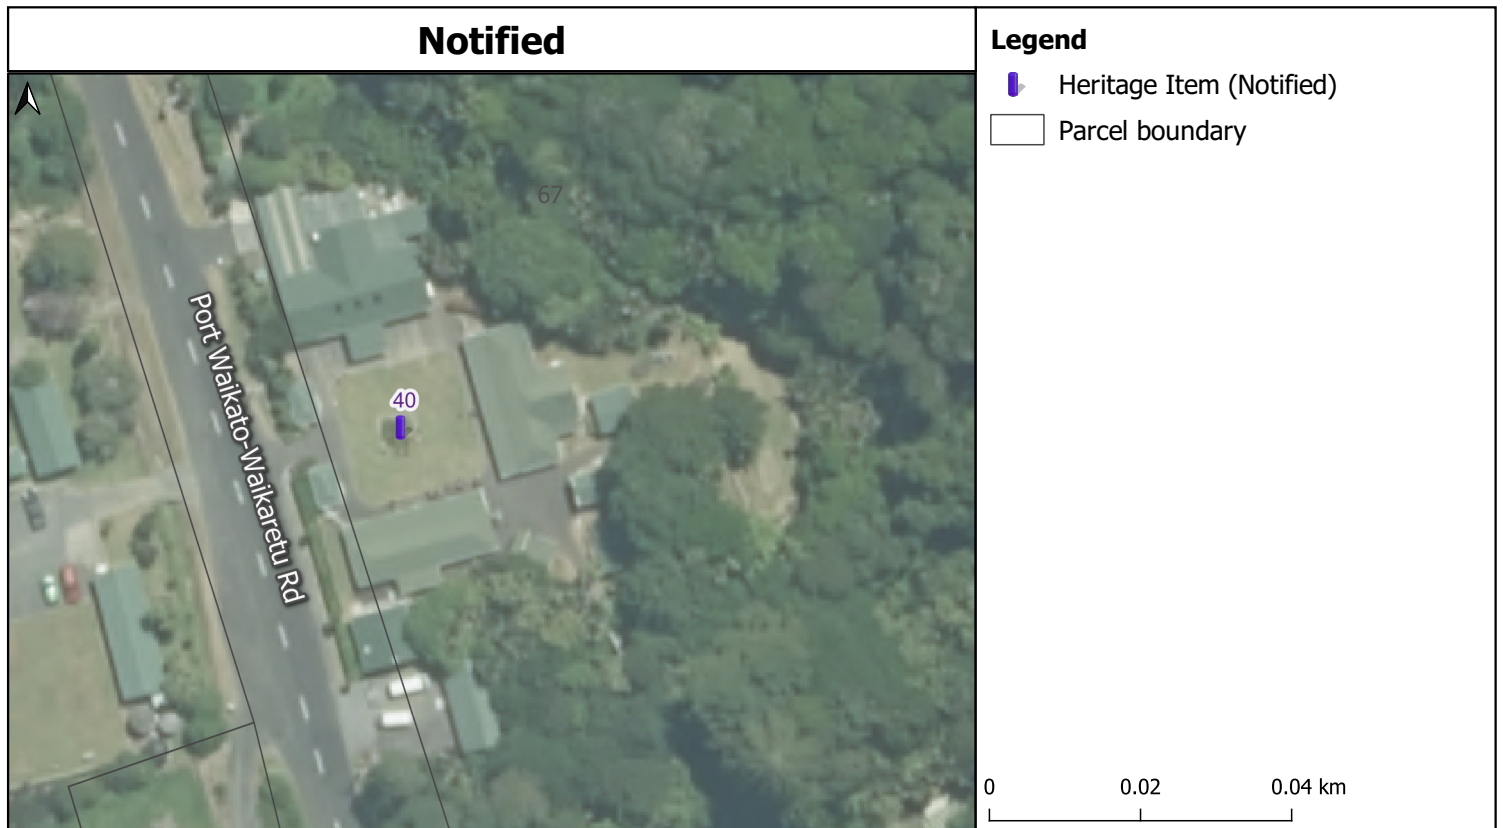 Notified
67
40
Port Waikato-Waikaretu Rd
Legend
Heritage Item (Notified)
Parcel boundary
0 0.02 0.04 km